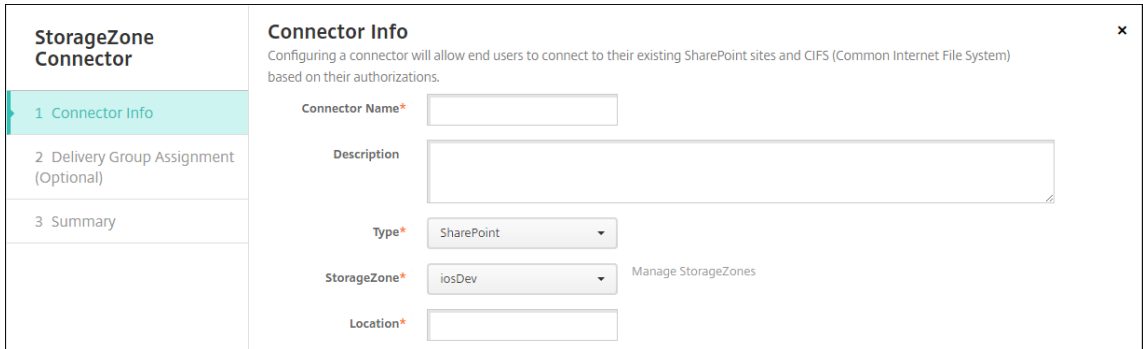 StorageZone
Connector
1 Connector Info
2 Delivery Group Assignment
(Optional)
3 Summary
Connector Info
×
Configuring a connector will allow end users to connect to their existing SharePoint sites and CIFS (Common Internet File System)
based on their authorizations.
Connector Name*
Description
Type* SharePoint
StorageZone* iosDev Manage StorageZones
Location*